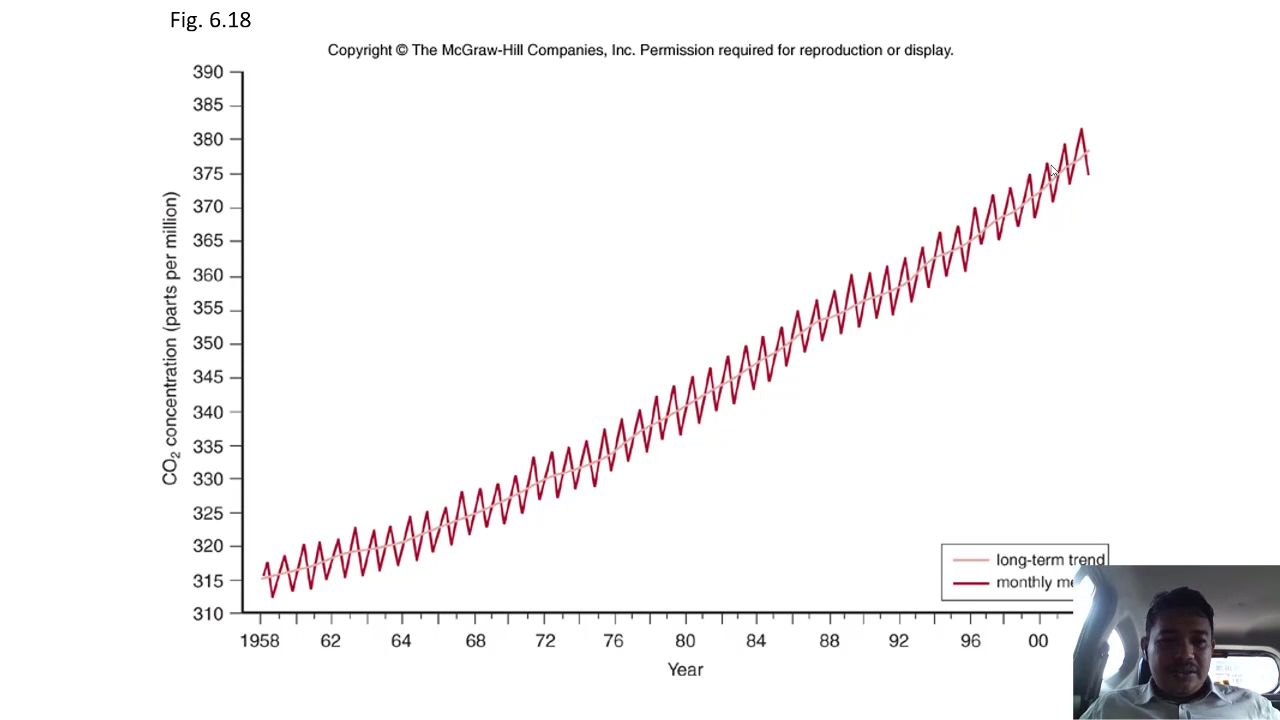 Fig. 6.18
Copyright © The McGraw-Hill Companies, Inc. Permission required for reproduction or display.
390
385
380
375
370
365
360
355
350
345
340
335
330
325
320
315
310
CO2 concentration (parts per million)
long-term trend
monthly
1958 62 64 68 72 76 80 84 88 92 96 00
Year